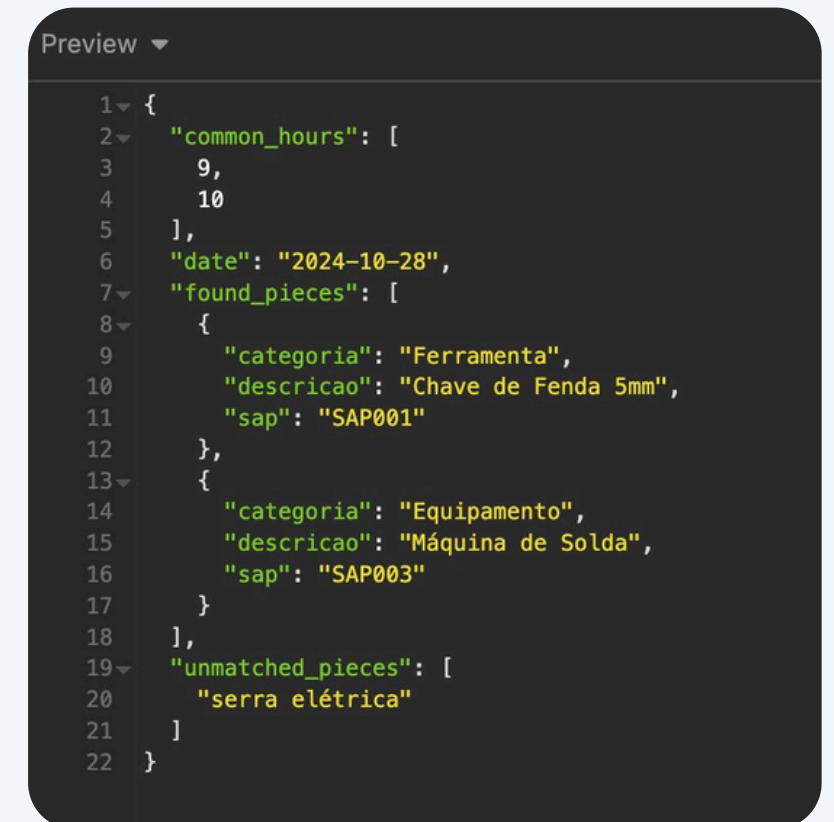 Preview
1 {
2 "common_hours": [
3 9,
4 10
5 ],
6 "date": "2024-10-28",
7 "found_pieces": [
8 {
9 "categoria": "Ferramenta",
10 "descricao": "Chave de Fenda 5mm",
11 "sap": "SAP001"
12 },
13 {
14 "categoria": "Equipamento",
15 "descricao": "Máquina de Solda",
16 "sap": "SAP003"
17 }
18 ],
19 "unmatched_pieces": [
20 "serra elétrica"
21 ]
22 }